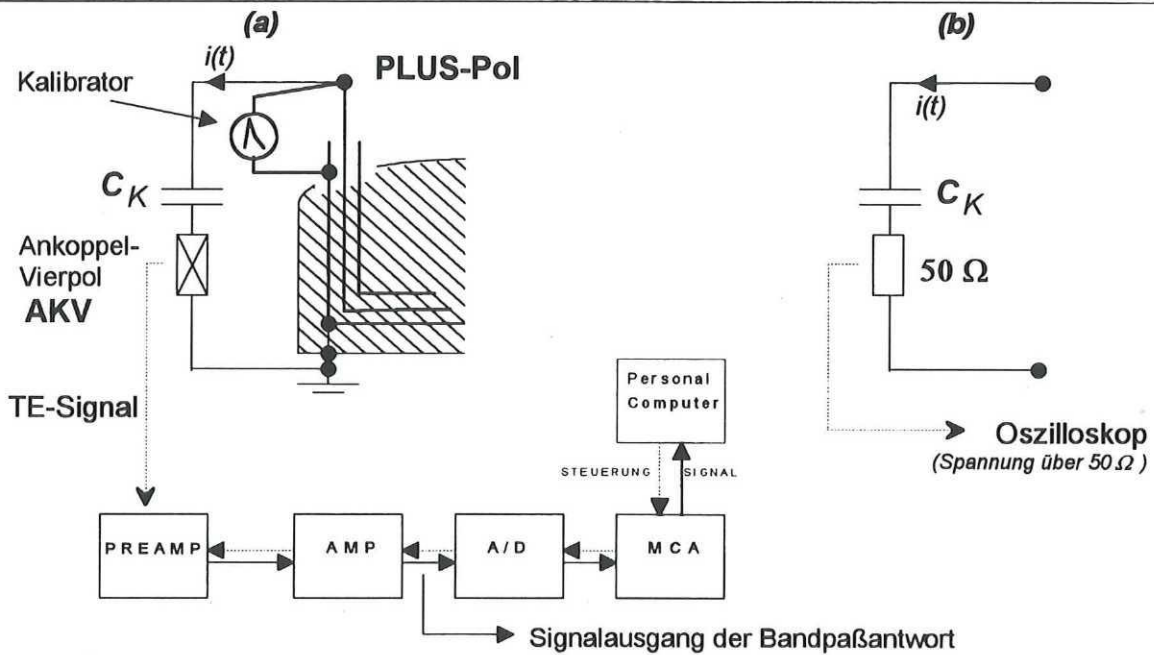 (a)
i(t)
PLUS-Pol
Kalibrator
C K
Ankoppel-
Vierpol
AKV
TE-Signal
(b)
i(t)
C K
50 Ω
Oszilloskop
(Spannung über 50 Ω )
Personal
Computer
STEUERUNG
SIGNAL
PREAMP
AMP
A/D
MCA
Signalausgang der Bandpaßantwort